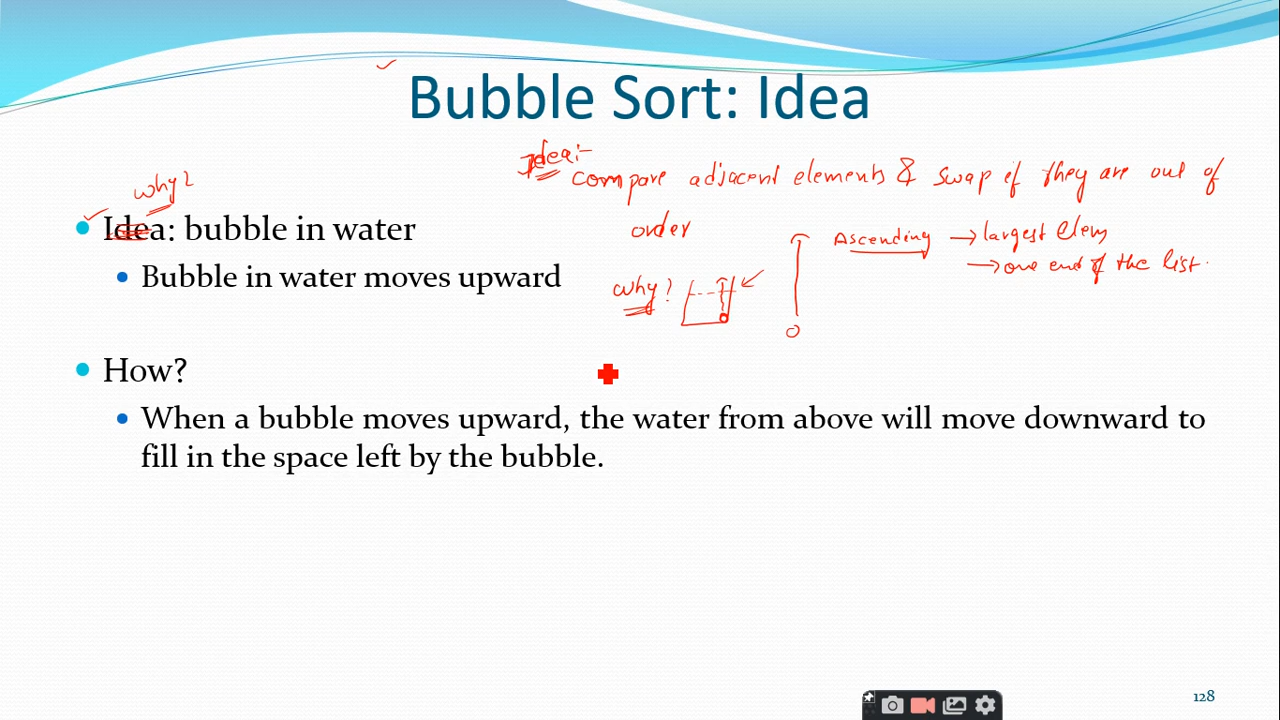 Bubble Sort: Idea
Idea:-
compare adjacent elements & swap if they are out of
order
why?
Idea: bubble in water
Ascending → largest Elem
→ one end of the list.
Bubble in water moves upward
why?
How?
When a bubble moves upward, the water from above will move downward to
fill in the space left by the bubble.
128